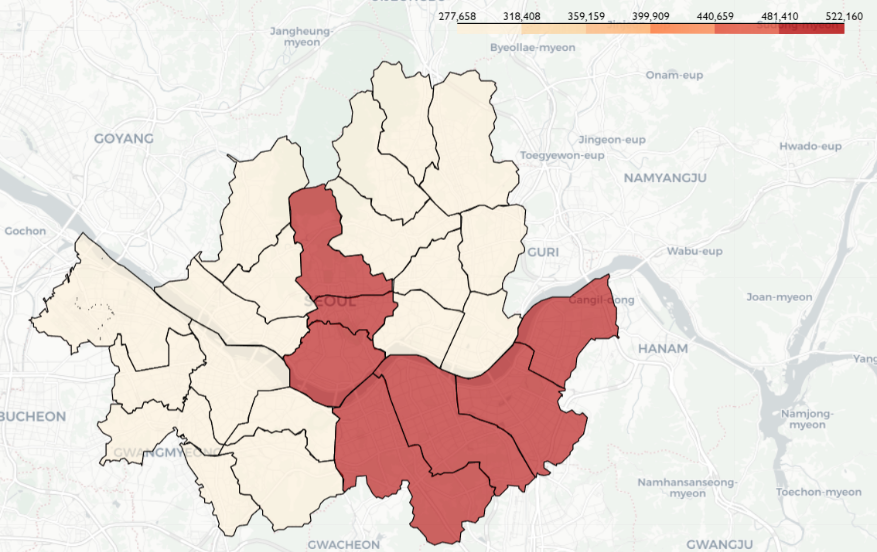 277,658 318,408 359,159 399,909 440,659 481,410 522,160
Jangheung-
myeon
Byeollae-myeon
Onam-eup
GOYANG
Jingeon-eup
Hwado-eup
Toegyewon-eup
NAMYANGJU
Gochon
GURI
Wabu-eup
SEOUL
Gangil-dong
Joan-myeon
HANAM
Yang
BUCHEON
Namjong-
myeon
GWANGMYEONG
Namhansanseong-
myeon
Toechon-myeon
GWACHEON
GWANGJU